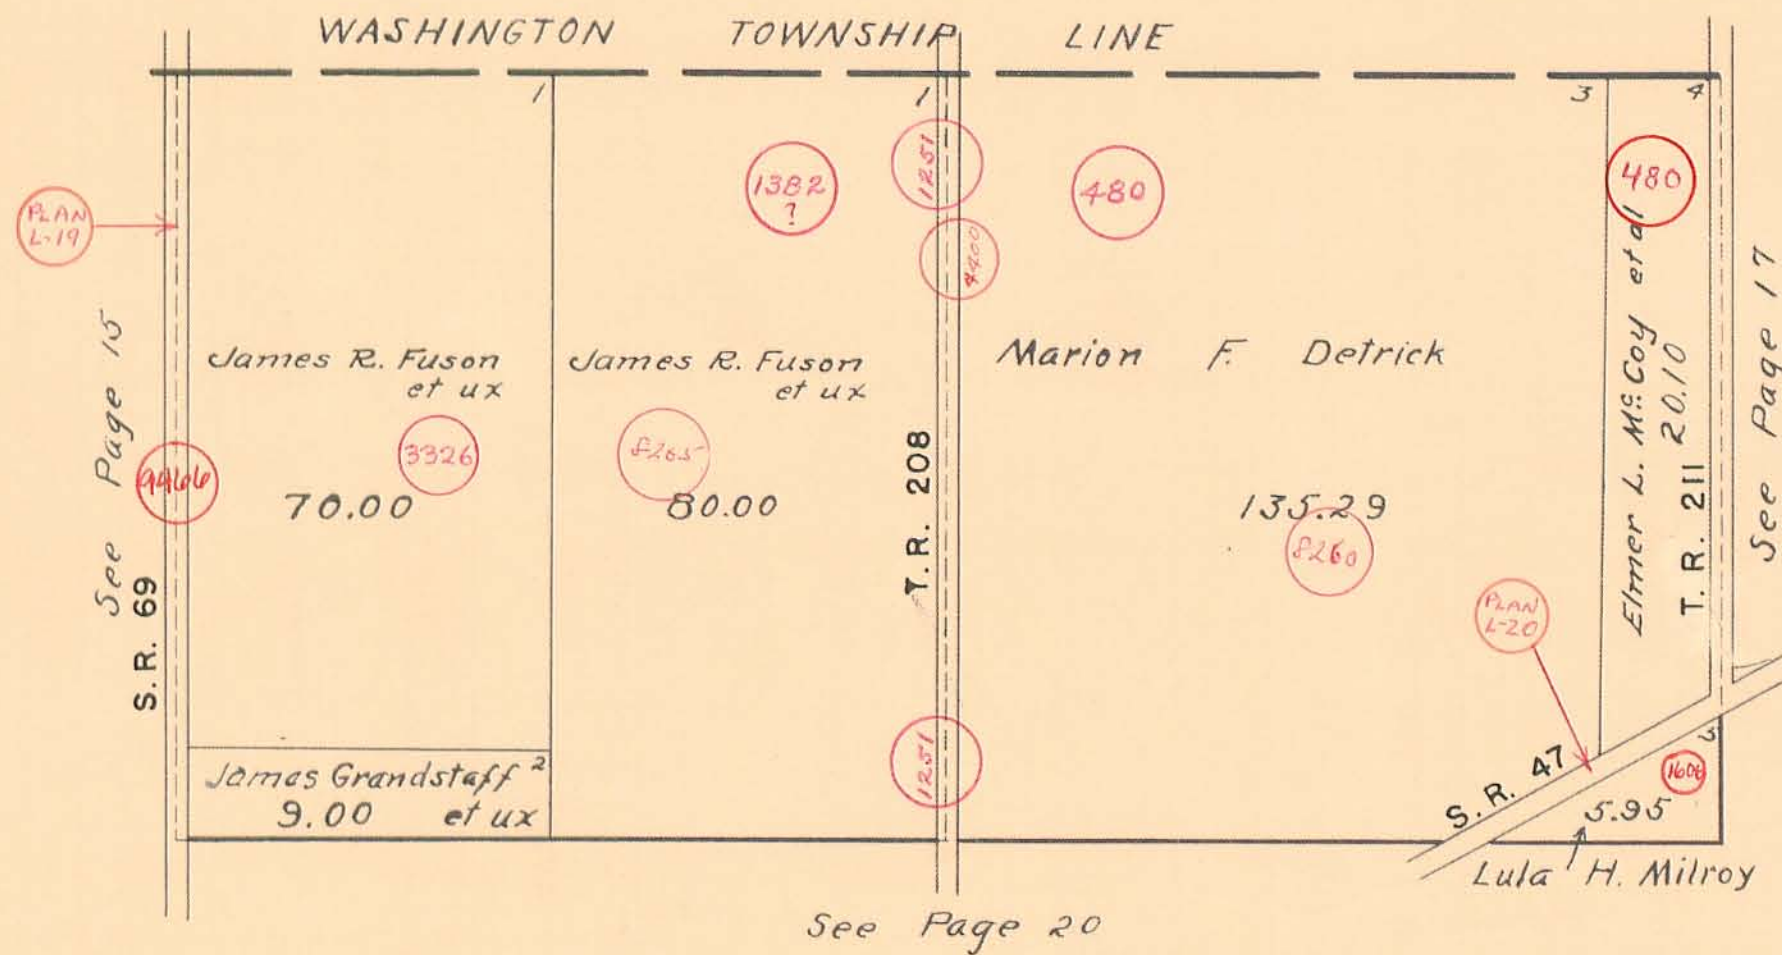 WASHINGTON TOWNSHIP LINE
1
1
3
4
PLAN
L-19
1382
?
1251
4400
480
480
See Page 15
S. R. 69
9466
James R. Fuson
et ux
3326
70.00
James R. Fuson
et ux
8265
80.00
T. R. 208
Marion F. Detrick
135.29
8260
Elmer L. McCoy et al
20.10
T. R. 211
See Page 17
PLAN
L-20
James Grandstaff 2
9.00 et ux
1251
S. R. 47
3
5.95
Lula H. Milroy
See Page 20